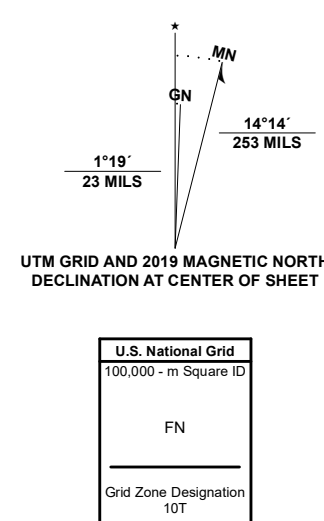 ★
MN
GN
14°14´
253 MILS
1°19´
23 MILS
UTM GRID AND 2019 MAGNETIC NORTH
DECLINATION AT CENTER OF SHEET
U.S. National Grid
100,000 - m Square ID
FN
Grid Zone Designation
10T